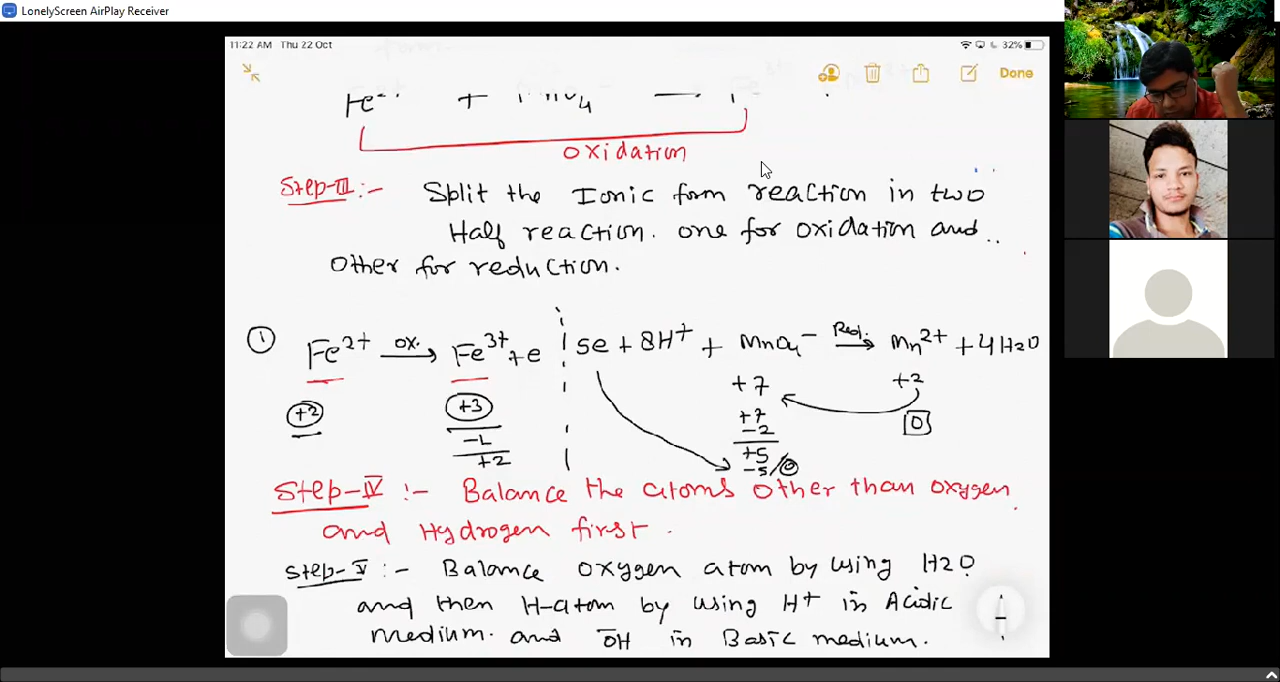 LonelyScreen AirPlay Receiver
11:22 AM Thu 22 Oct
32%
Done
Fe2+ +
oxidation
Step-III :- Split the Ionic form reaction in two
Half reaction. one for oxidation and..
other for reduction.
① Fe2+ ox. → Fe3+ + e 5e + 8H+ + MnO4− Red. → Mn2+ + 4H2O
+2 +3 +7 +2
-1 +7 0
+2 -2
+5
-5/0
Step-IV :- Balance the atoms other than oxygen
and Hydrogen first.
Step-V :- Balance oxygen atom by using H2O
and then H-atom by using H+ in Acidic
medium. and OH in Basic medium.